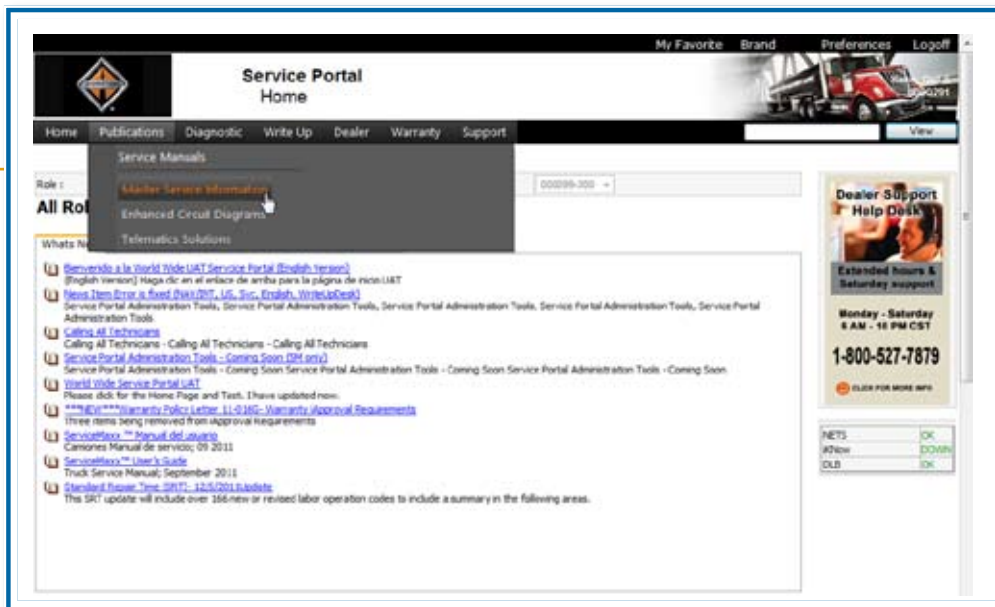 My Favorite Brand Preferences Logoff
Service Portal
Home
Home Publications Diagnostic Write Up Dealer Warranty Support View
Service Manuals
Master Service Information
Enhanced Circuit Diagrams
Telematics Solutions
Role :
All Rol
Whats N
Bienvenido a la World Wide UAT Service Portal (English Version)
(English Version) Haga clic en el enlace de arriba para la página de inicio UAT
News Item Error is fixed (NAV/INT, US, Svc, English, WriteUpDesk)
Service Portal Administration Tools, Service Portal Administration Tools, Service Portal Administration Tools, Service Portal Administration Tools, Service Portal
Administration Tools
Calling All Technicians
Calling All Technicians - Calling All Technicians - Calling All Technicians
Service Portal Administration Tools - Coming Soon (SM only)
Service Portal Administration Tools - Coming Soon Service Portal Administration Tools - Coming Soon Service Portal Administration Tools - Coming Soon
World Wide Service Portal UAT
Please click for the Home Page and Test. I have updated now.
***NEW***Warranty Policy Letter 11-016G- Warranty iApproval Requirements
Three items being removed from iApproval Requirements
ServiceMaxx ™ Manual del usuario
Camiones Manual de servicio; 09 2011
ServiceMaxx™ User's Guide
Truck Service Manual; September 2011
Standard Repair Time (SRT)- 12/5/2011Update
This SRT update will include over 166 new or revised labor operation codes to include a summary in the following areas.
Dealer Support
Help Desk
Extended hours &
Saturday support
Monday - Saturday
6 AM - 10 PM CST
1-800-527-7879
CLICK FOR MORE INFO
NETS OK
iKNow DOWN
DLB OK